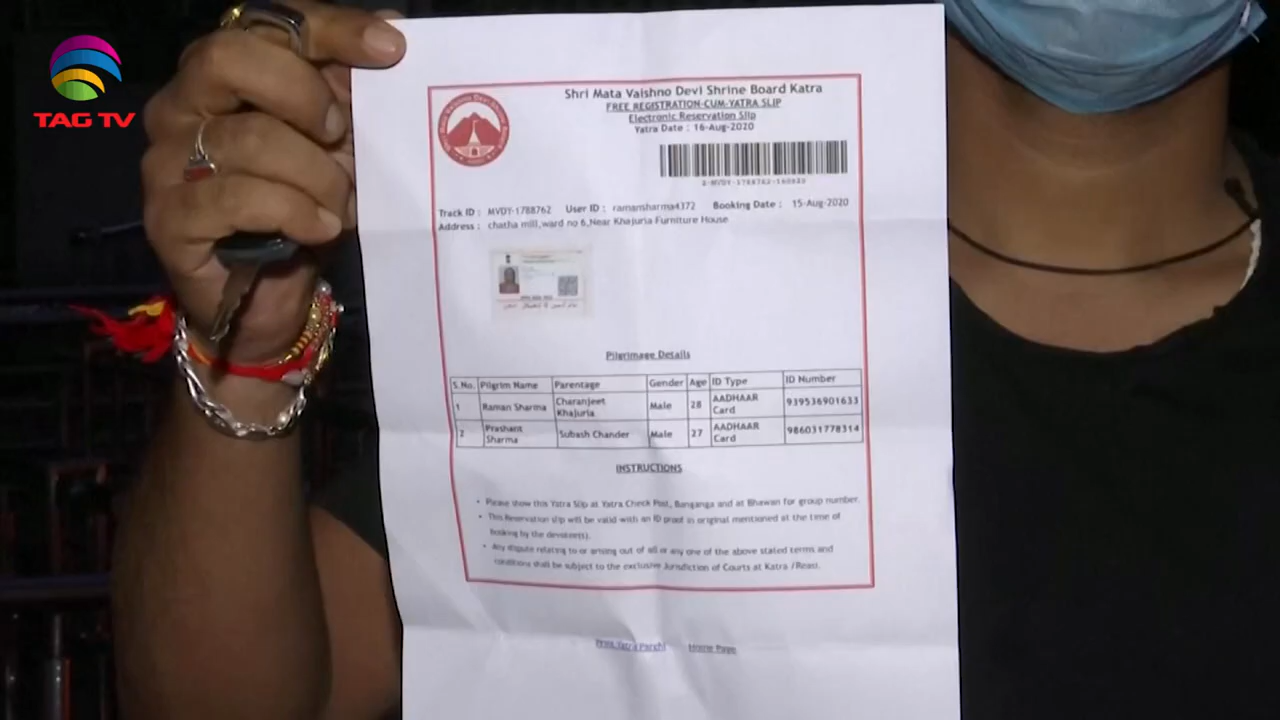 TAG TV
Shri Mata Vaishno Devi Shrine Board Katra
FREE REGISTRATION-CUM-YATRA SLIP
Electronic Reservation Slip
Yatra Date : 16-Aug-2020
Track ID : MVDY-1788762 User ID : ramansharma4372 Booking Date : 15-Aug-2020
Address : chatha mill,ward no 6,Near Khajuria Furniture House
Pilgrimage Details
S.No. Pilgrim Name Parentage Gender Age ID Type ID Number
1 Raman Sharma Charanjeet Khajuria Male 28 AADHAAR Card 939536901633
2 Prashant Sharma Subash Chander Male 27 AADHAAR Card 986031778314
INSTRUCTIONS
• Please show this Yatra Slip at Yatra Check Post, Banganga and at Bhawan for group number.
• This Reservation slip will be valid with an ID proof in original mentioned at the time of
booking by the devotee(s).
• Any dispute relating to or arising out of all or any one of the above stated terms and
conditions shall be subject to the exclusive Jurisdiction of Courts at Katra /Reasi.
Print Yatra Parchi Home Page